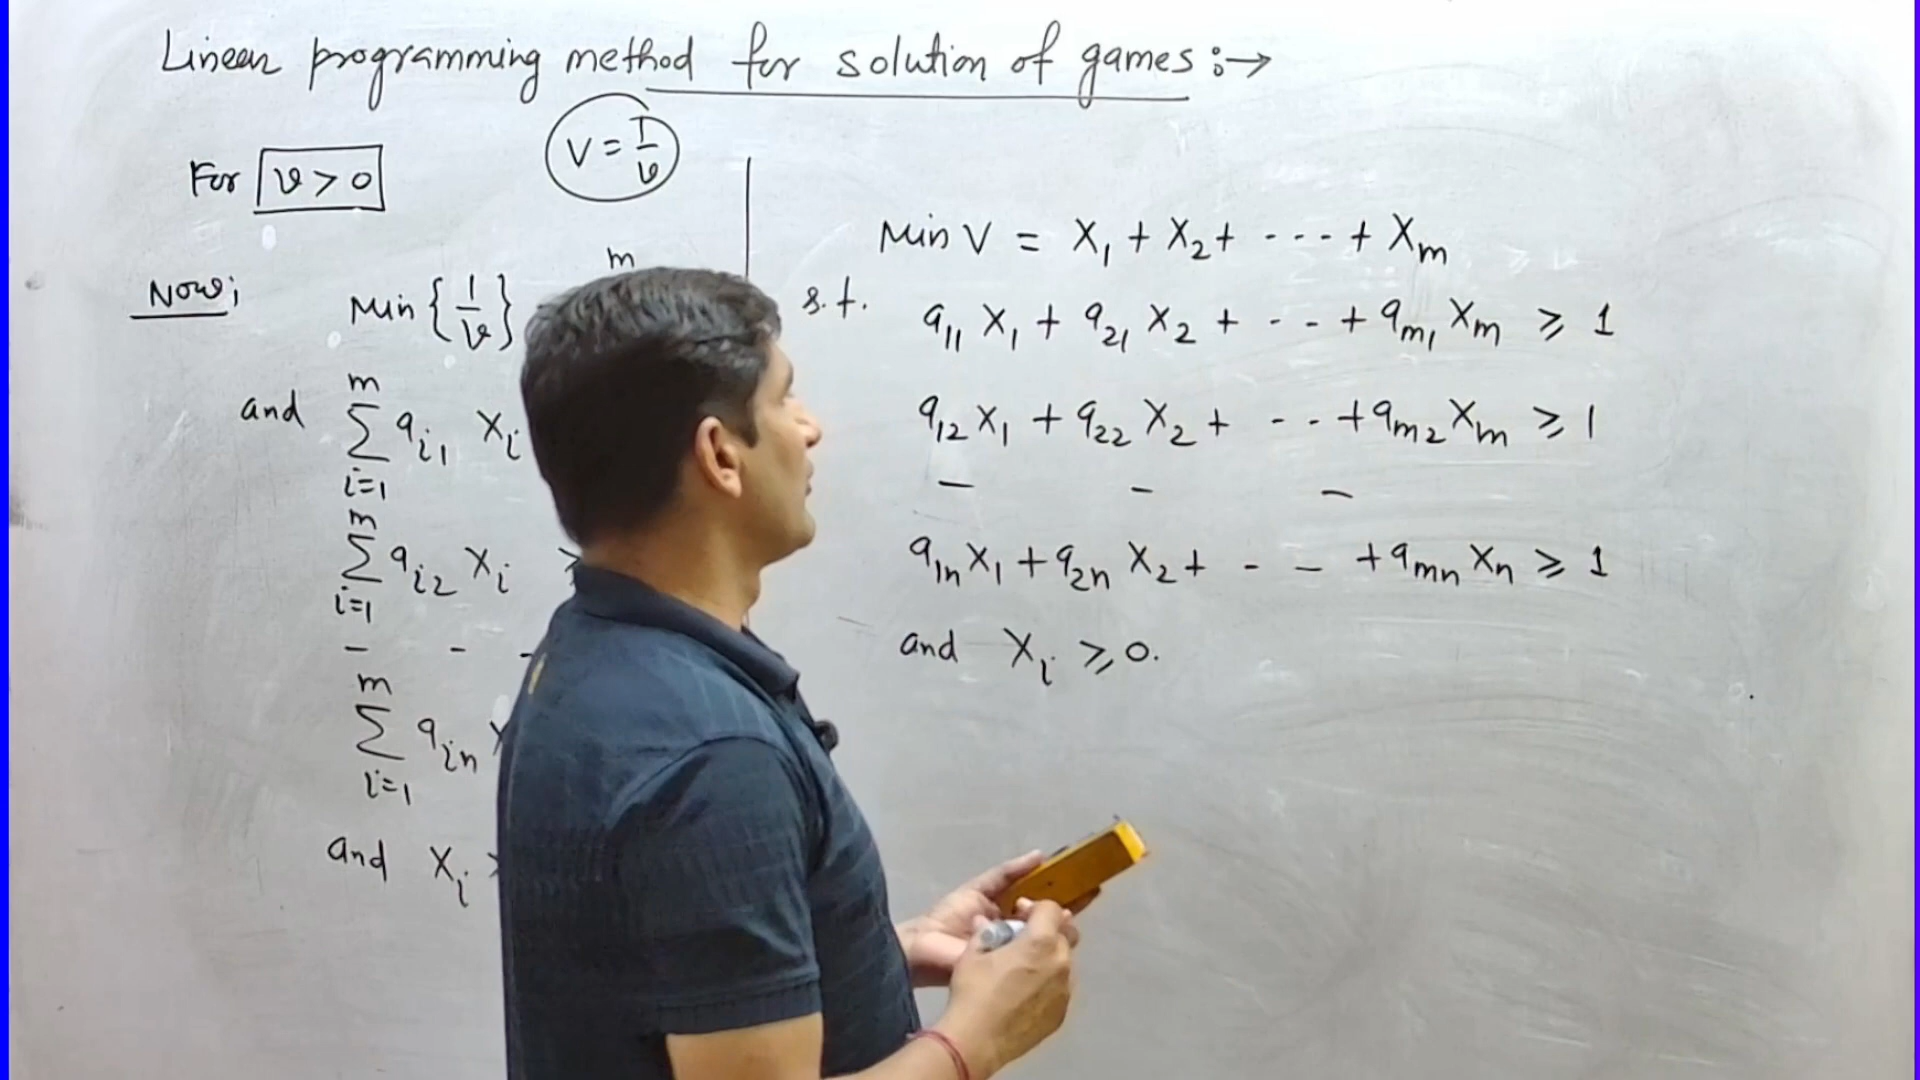 Linear programming method for solution of games :→
For v > 0
V = 1/v
Now;
Min {1/v}
m
and m Σ i=1 a_i1 X_i
m Σ i=1 a_i2 X_i >
- - -
m Σ i=1 a_in X
and X_i
Min V = X_1 + X_2 + - - - + X_m
s.t. a_11 X_1 + a_21 X_2 + - - + a_m1 X_m ⩾ 1
a_12 X_1 + a_22 X_2 + - - + a_m2 X_m ⩾ 1
- - -
a_1n X_1 + a_2n X_2 + - - + a_mn X_n ⩾ 1
and X_i ⩾ 0.